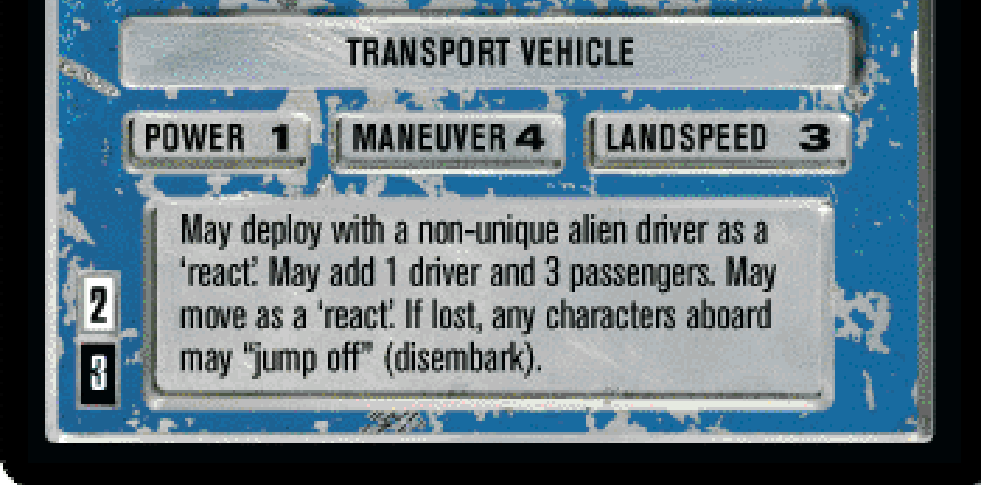 TRANSPORT VEHICLE
POWER 1 MANEUVER 4 LANDSPEED 3
May deploy with a non-unique alien driver as a
‘react’. May add 1 driver and 3 passengers. May
move as a ‘react’. If lost, any characters aboard
may “jump off” (disembark).
2
3